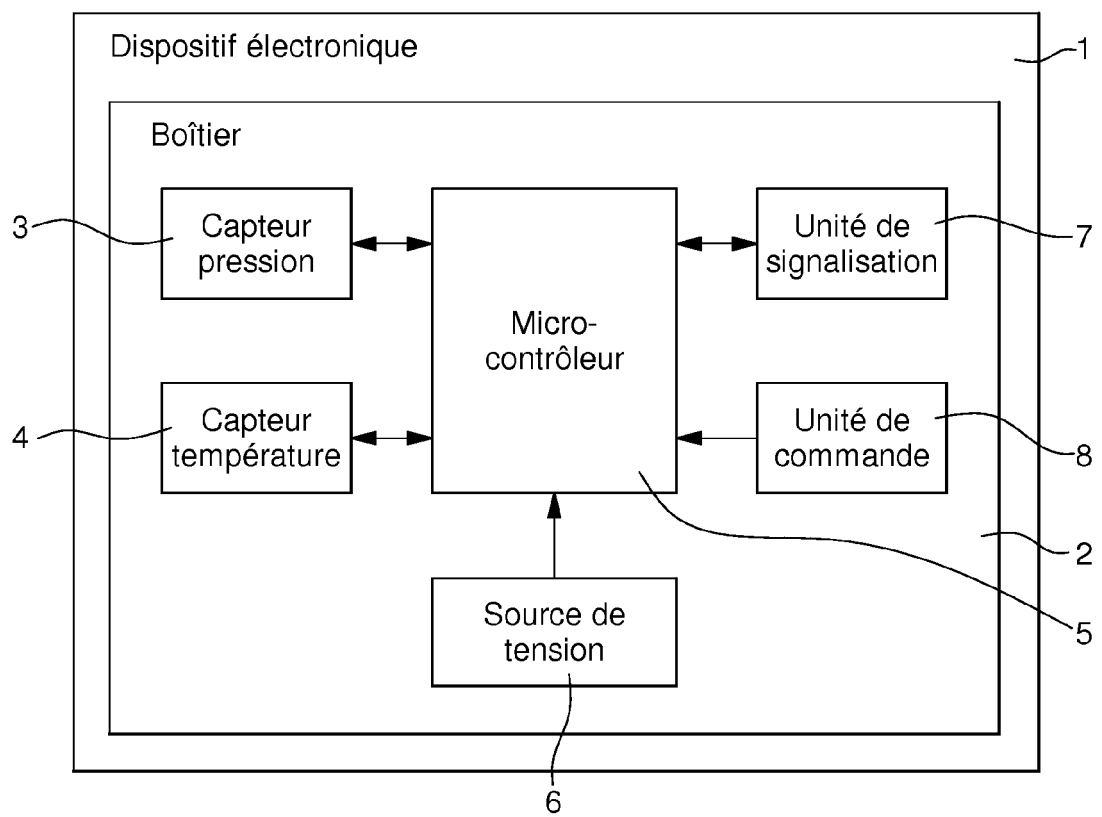 Dispositif électronique
1
Boîtier
3
Capteur
pression
Micro-
contrôleur
Unité de
signalisation
7
4
Capteur
température
Unité de
commande
8
2
Source de
tension
5
6